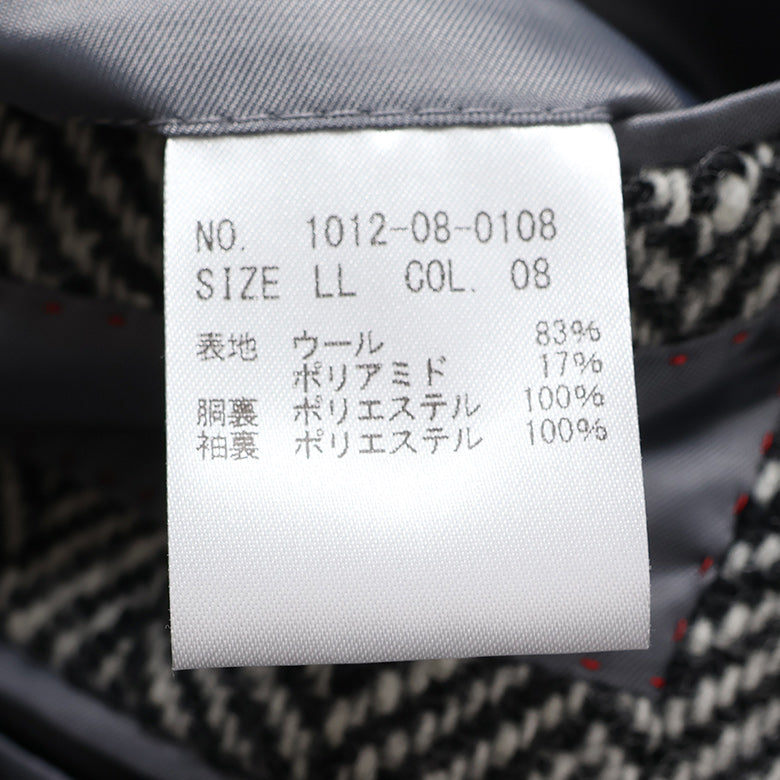 NO. 1012-08-0108
SIZE LL COL. 08
表地 ウール 83%
ポリアミド 17%
胴裏 ポリエステル 100%
袖裏 ポリエステル 100%